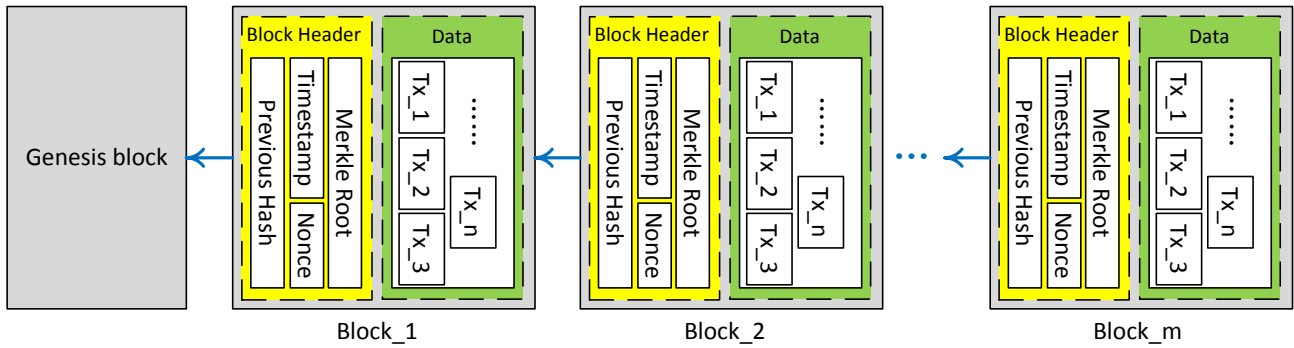 Genesis block
Block Header
Previous Hash
Timestamp
Nonce
Merkle Root
Data
Tx_1
Tx_2
Tx_3
......
Tx_n
Block_1
Block Header
Previous Hash
Timestamp
Nonce
Merkle Root
Data
Tx_1
Tx_2
Tx_3
......
Tx_n
Block_2
...
Block Header
Previous Hash
Timestamp
Nonce
Merkle Root
Data
Tx_1
Tx_2
Tx_3
......
Tx_n
Block_m